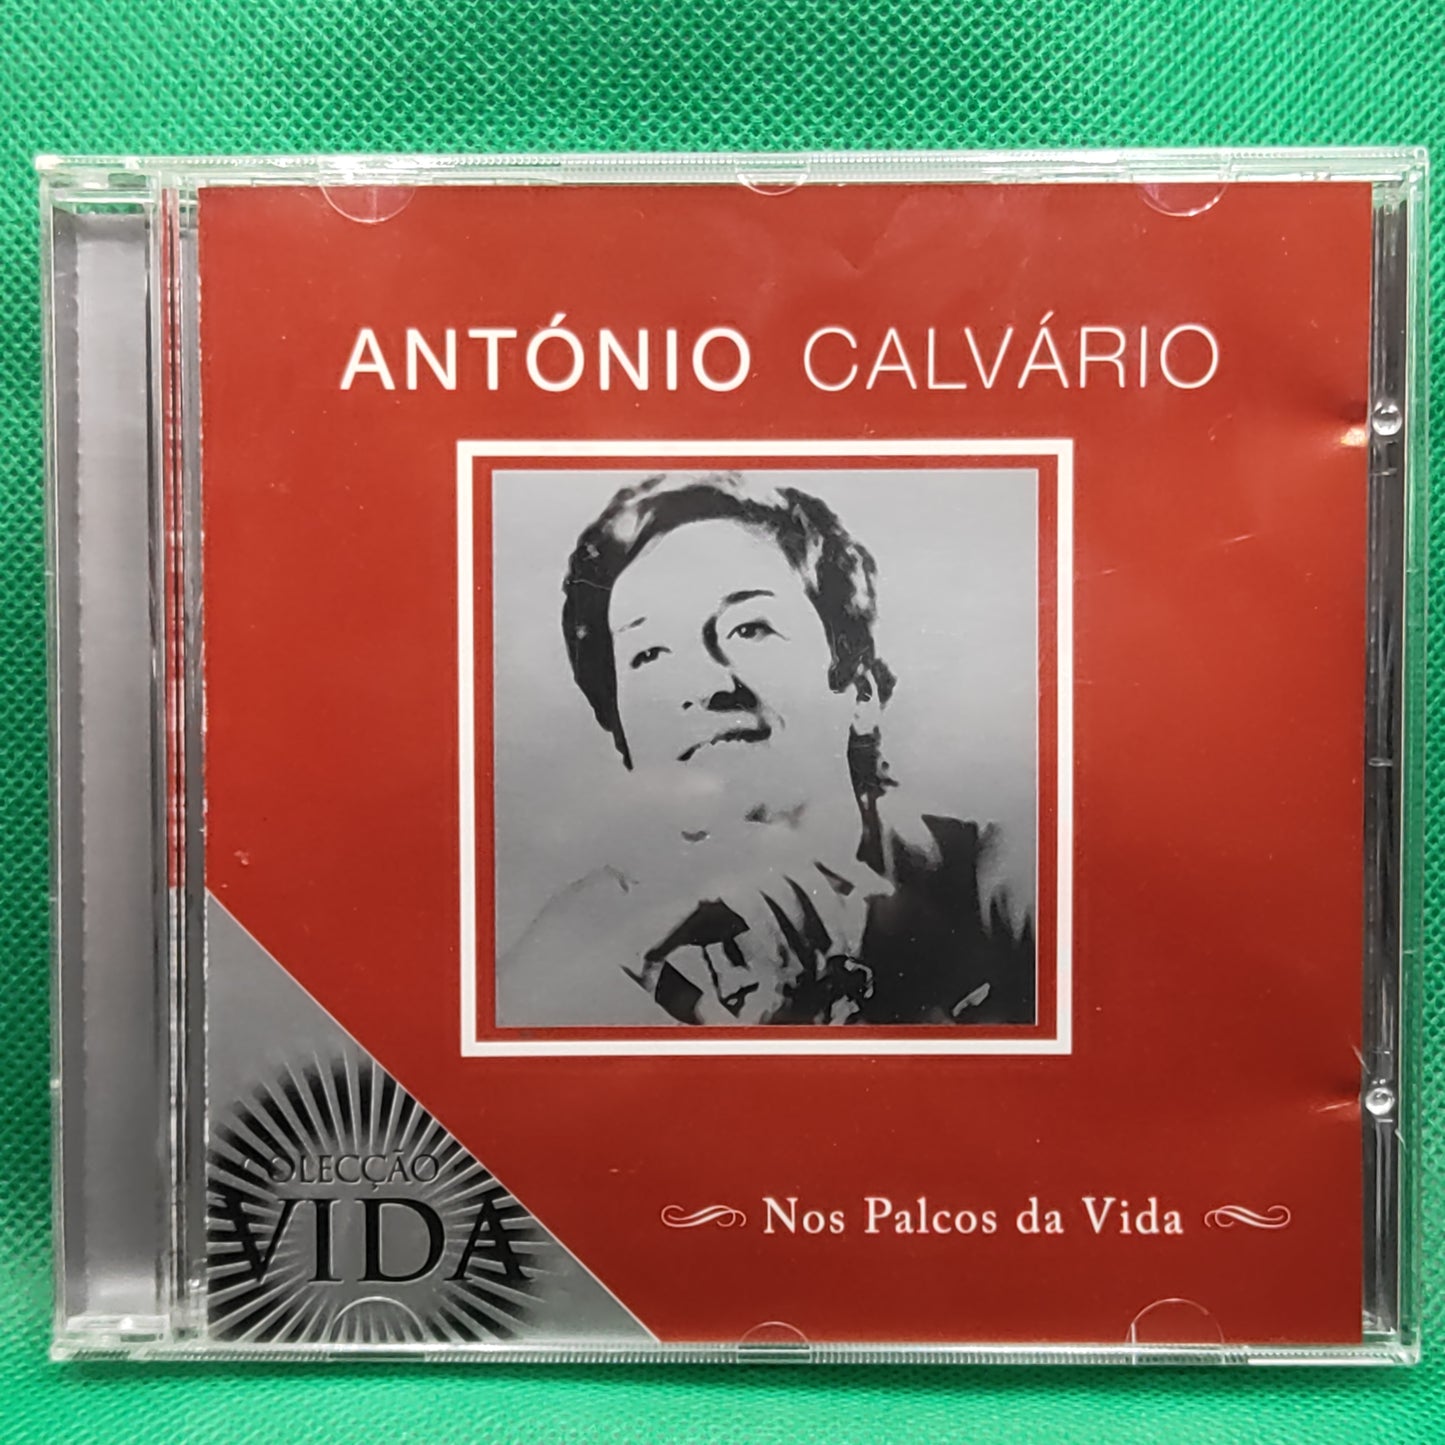 ANTÓNIO CALVÁRIO
COLECÇÃO
VIDA
Nos Palcos da Vida